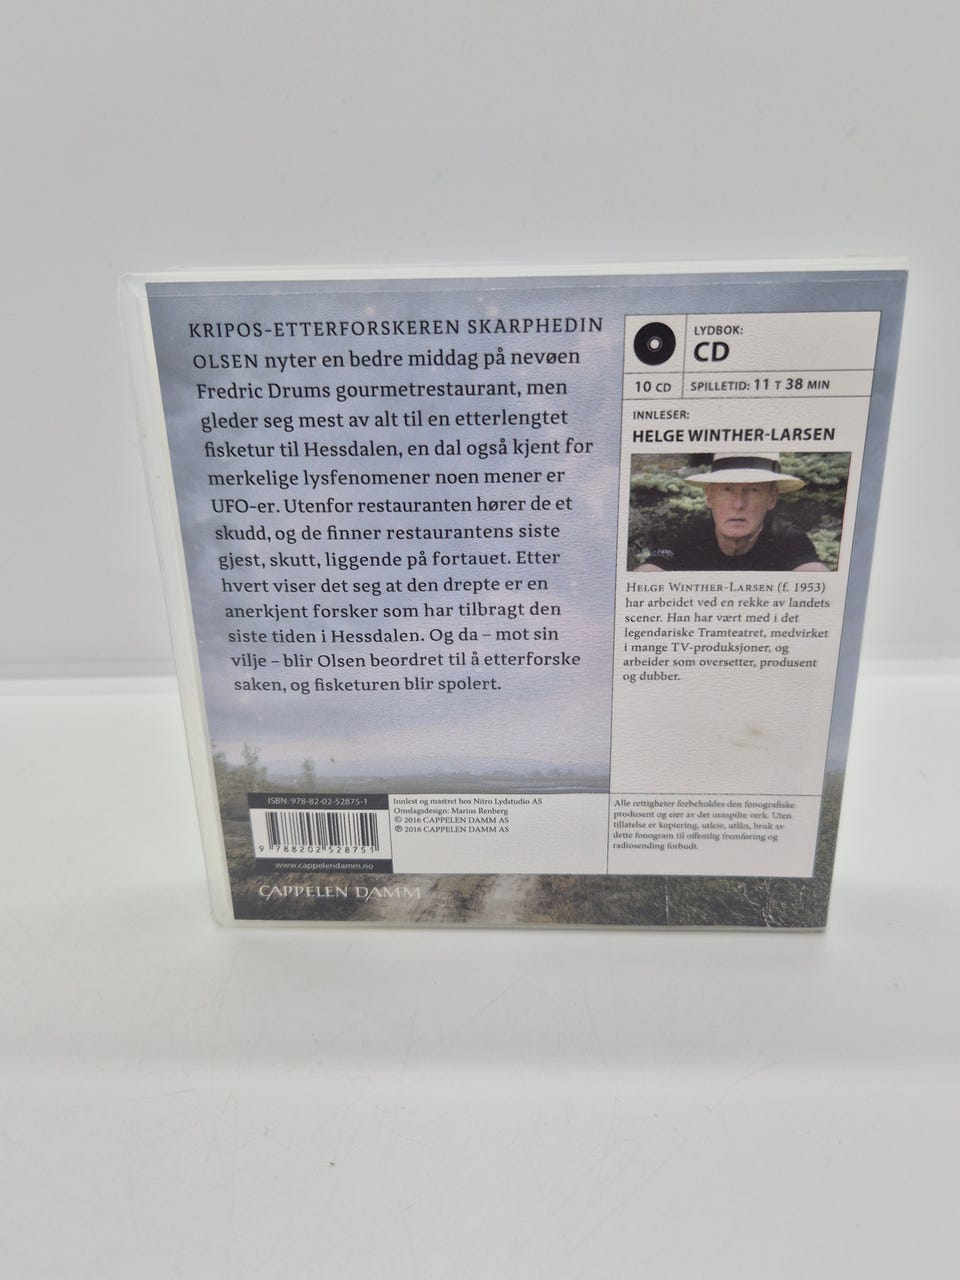 KRIPOS-ETTERFORSKEREN SKARPHEDIN
OLSEN nyter en bedre middag på nevøen
Fredric Drums gourmetrestaurant, men
gleder seg mest av alt til en etterlengtet
fisketur til Hessdalen, en dal også kjent for
merkelige lysfenomener noen mener er
UFO-er. Utenfor restauranten hører de et
skudd, og de finner restaurantens siste
gjest, skutt, liggende på fortauet. Etter
hvert viser det seg at den drepte er en
anerkjent forsker som har tilbragt den
siste tiden i Hessdalen. Og da – mot sin
vilje – blir Olsen beordret til å etterforske
saken, og fisketuren blir spolert.
LYDBOK:
CD
10 CD
SPILLETID: 11 T 38 MIN
INNLESER:
HELGE WINTHER-LARSEN
HELGE WINTHER-LARSEN (f. 1953)
har arbeidet ved en rekke av landets
scener. Han har vært med i det
legendariske Tramteatret, medvirket
i mange TV-produksjoner, og
arbeider som oversetter, produsent
og dubber.
ISBN: 978-82-02-52875-1
9 788202 528751
www.cappelendamm.no
Innlest og mastret hos Nitro Lydstudio AS
Omslagsdesign: Marius Renberg
© 2016 CAPPELEN DAMM AS
℗ 2016 CAPPELEN DAMM AS
Alle rettigheter forbeholdes den fonografiske
produsent og eier av det innspilte verk. Uten
tillatelse er kopiering, utleie, utlån, bruk av
dette fonogram til offentlig fremføring og
radiosending forbudt.
CAPPELEN DAMM